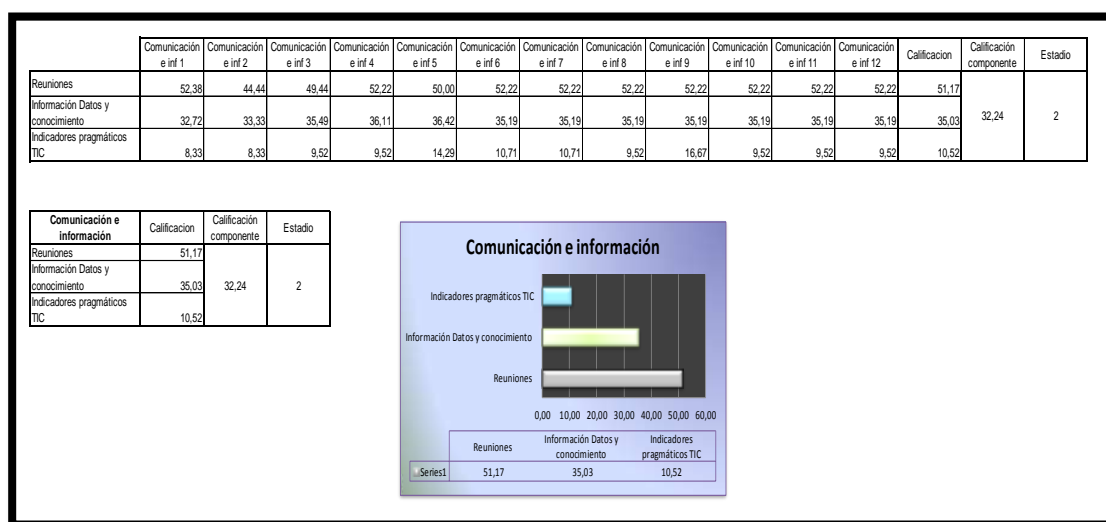 Comunicación e inf 1 Comunicación e inf 2 Comunicación e inf 3 Comunicación e inf 4 Comunicación e inf 5 Comunicación e inf 6 Comunicación e inf 7 Comunicación e inf 8 Comunicación e inf 9 Comunicación e inf 10 Comunicación e inf 11 Comunicación e inf 12 Calificacion Calificación componente Estadio
Reuniones 52,38 44,44 49,44 52,22 50,00 52,22 52,22 52,22 52,22 52,22 52,22 52,22 51,17
Información Datos y
conocimiento 32,72 33,33 35,49 36,11 36,42 35,19 35,19 35,19 35,19 35,19 35,19 35,19 35,03 32,24 2
Indicadores pragmáticos
TIC 8,33 8,33 9,52 9,52 14,29 10,71 10,71 9,52 16,67 9,52 9,52 9,52 10,52
Comunicación e información Calificacion Calificación componente Estadio
Reuniones 51,17
Información Datos y
conocimiento 35,03 32,24 2
Indicadores pragmáticos
TIC 10,52
Comunicación e información
Indicadores pragmáticos TIC
Información Datos y conocimiento
Reuniones
0,00 10,00 20,00 30,00 40,00 50,00 60,00
Reuniones Información Datos y conocimiento Indicadores pragmáticos TIC
Series1 51,17 35,03 10,52